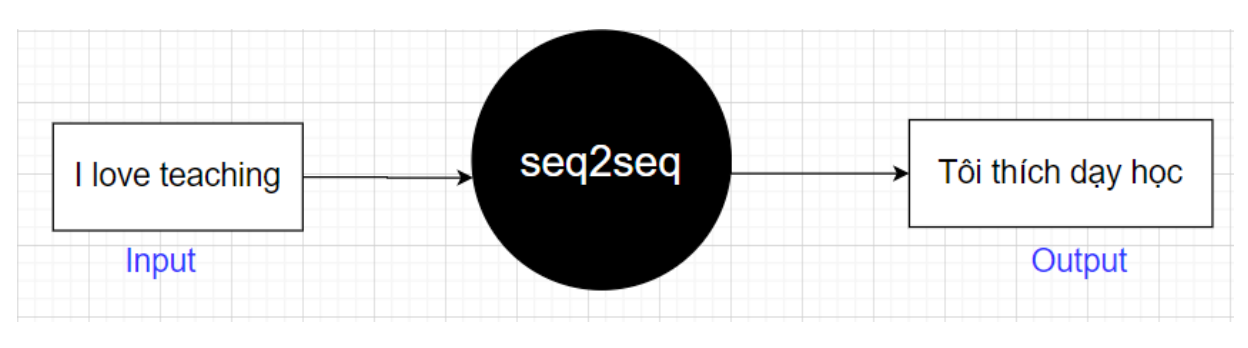 I love teaching
seq2seq
Tôi thích dạy học
Input
Output